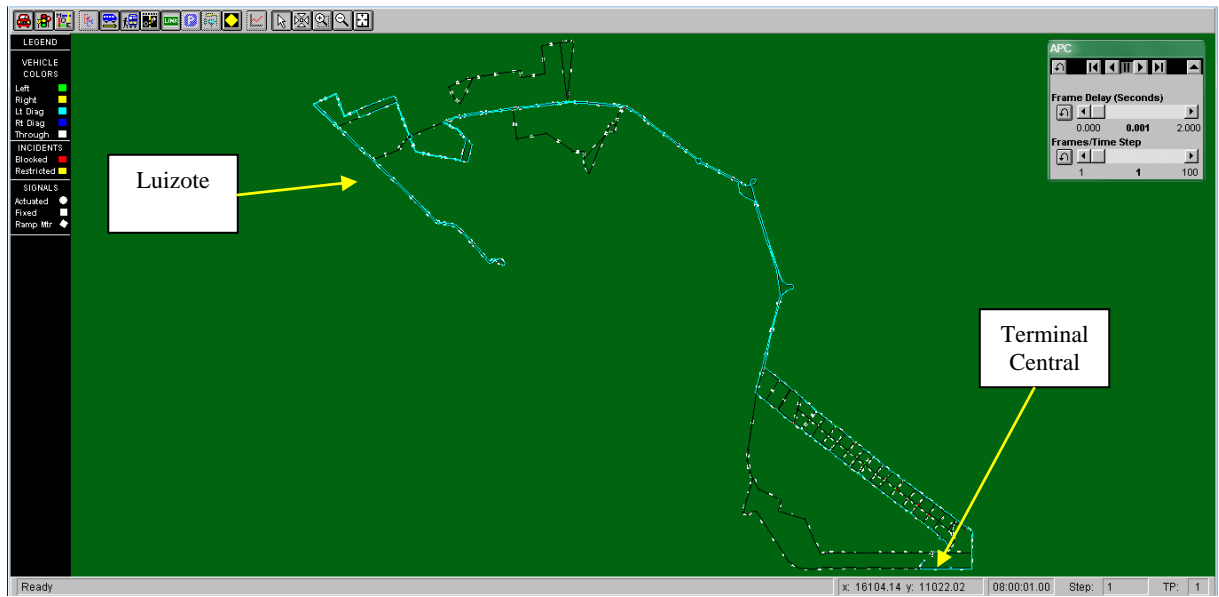 LINK
LEGEND
VEHICLE
COLORS
Left
Right
Lt Diag
Rt Diag
Through
INCIDENTS
Blocked
Restricted
SIGNALS
Actuated
Fixed
Ramp Mtr
Luizote
APC
Frame Delay (Seconds)
0.000 0.001 2.000
Frames/Time Step
1 1 100
Terminal
Central
Ready
x: 16104.14 y: 11022.02 08:00:01.00 Step: 1 TP: 1